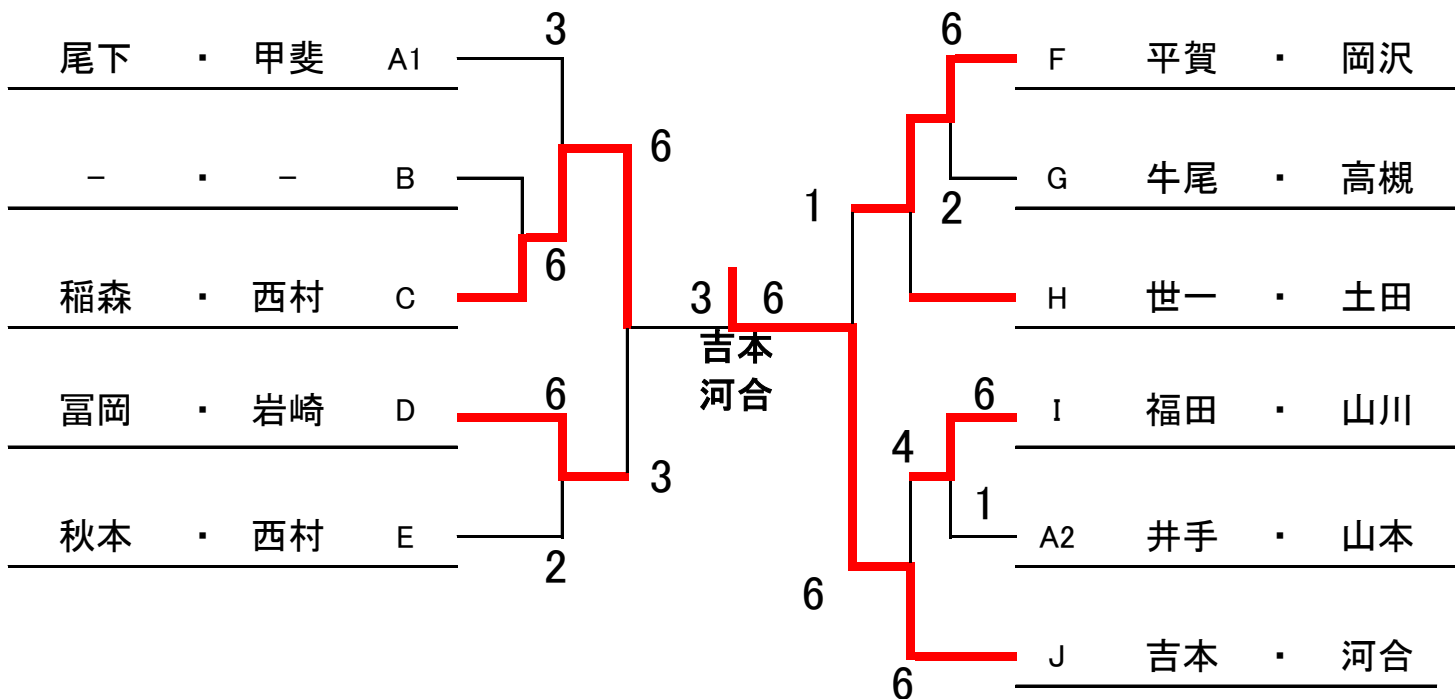 尾下 ・ 甲斐 A1
3
－ ・ － B
6
稲森 ・ 西村 C
6
冨岡 ・ 岩崎 D
6
秋本 ・ 西村 E
2
3
3 6
吉本
河合
6
F 平賀 ・ 岡沢
G 牛尾 ・ 高槻
2
1
H 世一 ・ 土田
6
I 福田 ・ 山川
4
1
A2 井手 ・ 山本
6
J 吉本 ・ 河合
6